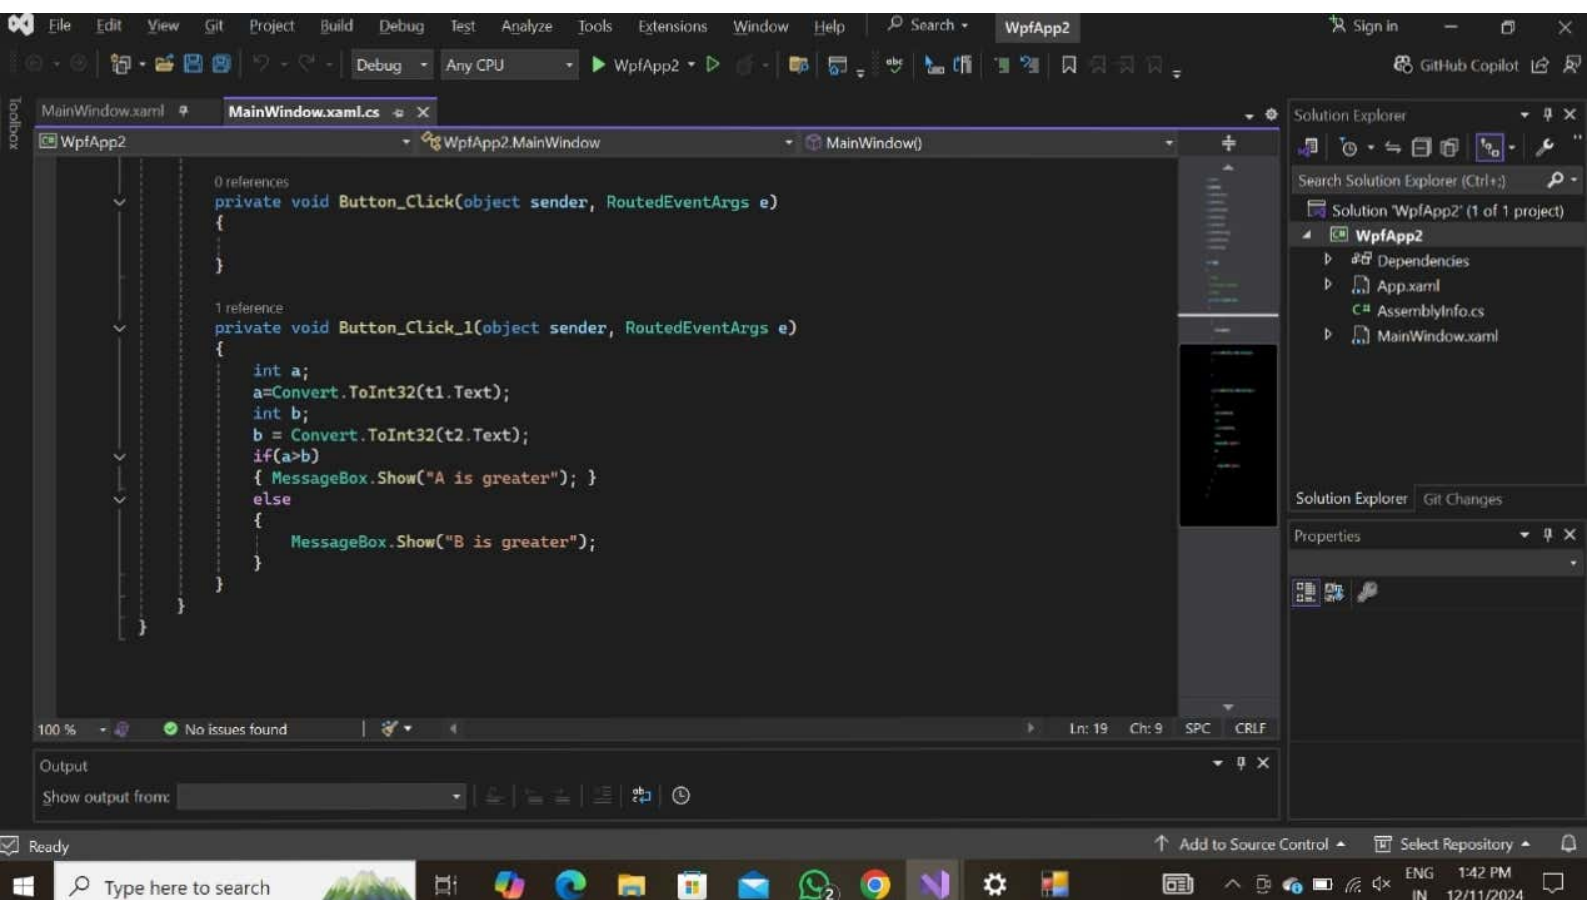 File Edit View Git Project Build Debug Test Analyze Tools Extensions Window Help Search WpfApp2 Sign in
Debug Any CPU WpfApp2 GitHub Copilot
Toolbox
MainWindow.xaml MainWindow.xaml.cs
WpfApp2 WpfApp2.MainWindow MainWindow()
0 references
private void Button_Click(object sender, RoutedEventArgs e)
{
}
1 reference
private void Button_Click_1(object sender, RoutedEventArgs e)
{
int a;
a=Convert.ToInt32(t1.Text);
int b;
b = Convert.ToInt32(t2.Text);
if(a>b)
{ MessageBox.Show("A is greater"); }
else
{
MessageBox.Show("B is greater");
}
}
}
}
100 % No issues found Ln: 19 Ch: 9 SPC CRLF
Output
Show output from:
Solution Explorer
Search Solution Explorer (Ctrl+;)
Solution 'WpfApp2' (1 of 1 project)
WpfApp2
Dependencies
App.xaml
C# AssemblyInfo.cs
MainWindow.xaml
Solution Explorer Git Changes
Properties
Ready Add to Source Control Select Repository
Type here to search 2 ENG 1:42 PM
IN 12/11/2024